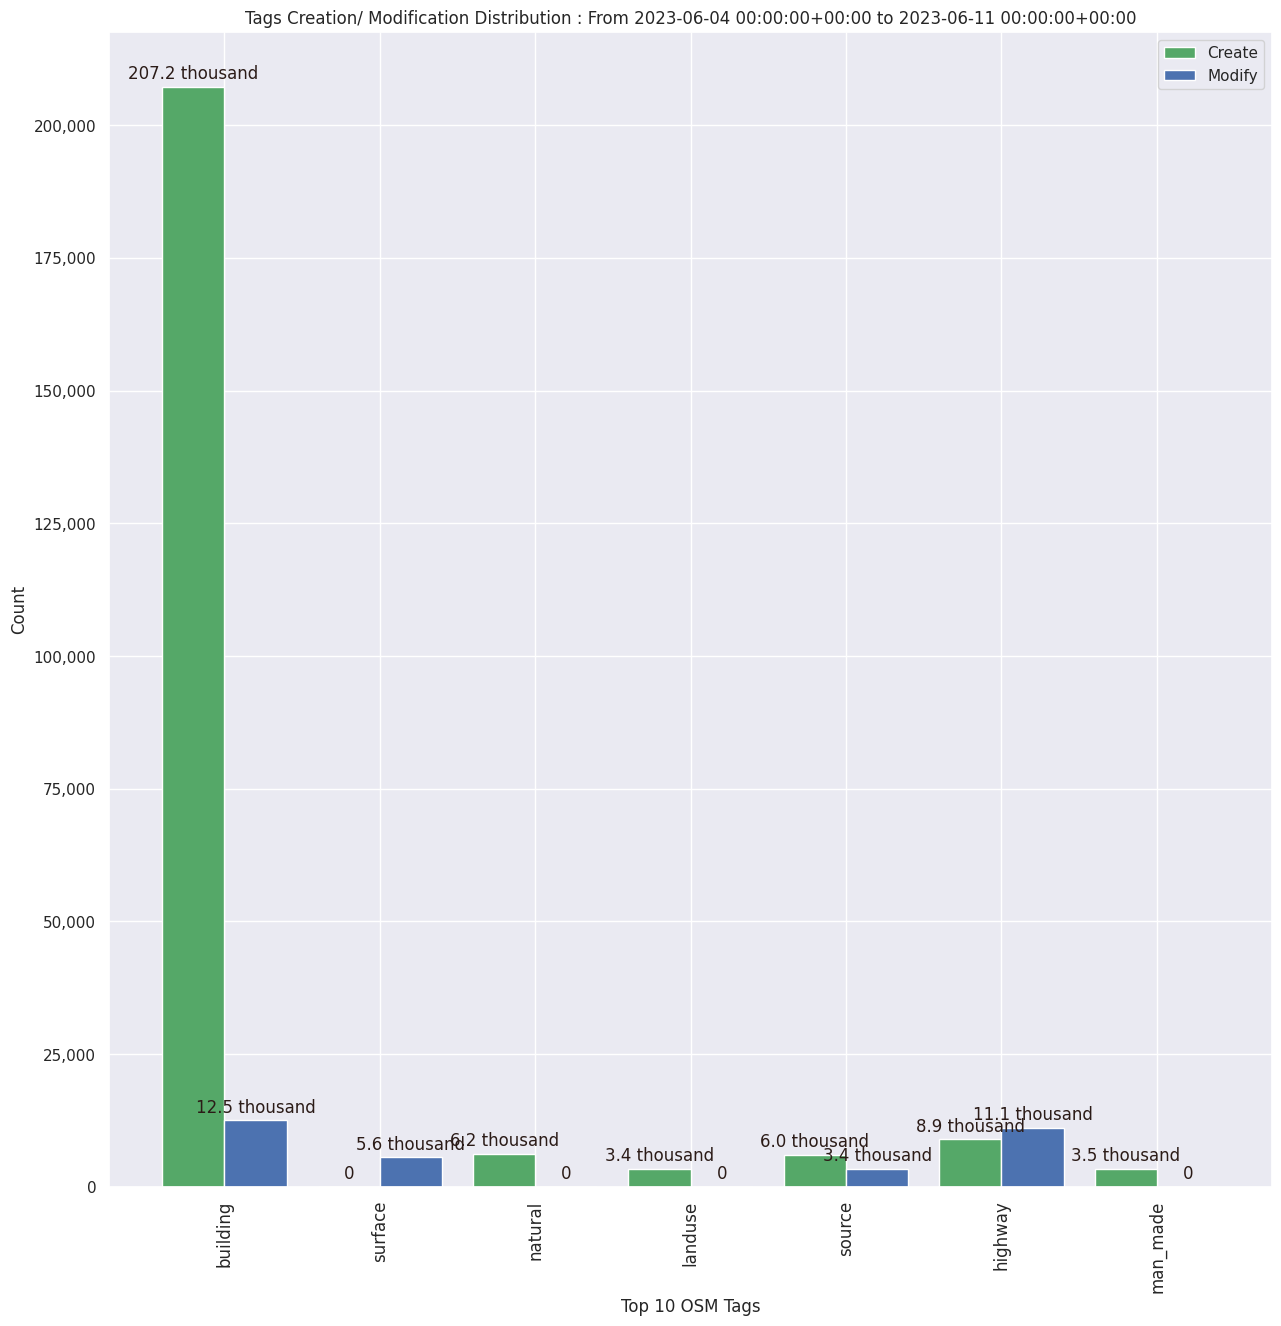 Tags Creation/ Modification Distribution : From 2023-06-04 00:00:00+00:00 to 2023-06-11 00:00:00+00:00
Create
Modify
207.2 thousand
200,000
175,000
150,000
125,000
100,000
75,000
50,000
25,000
0
Count
12.5 thousand
0
5.6 thousand
6.2 thousand
0
3.4 thousand
0
6.0 thousand
3.4 thousand
8.9 thousand
11.1 thousand
3.5 thousand
0
building
surface
natural
landuse
source
highway
man_made
Top 10 OSM Tags